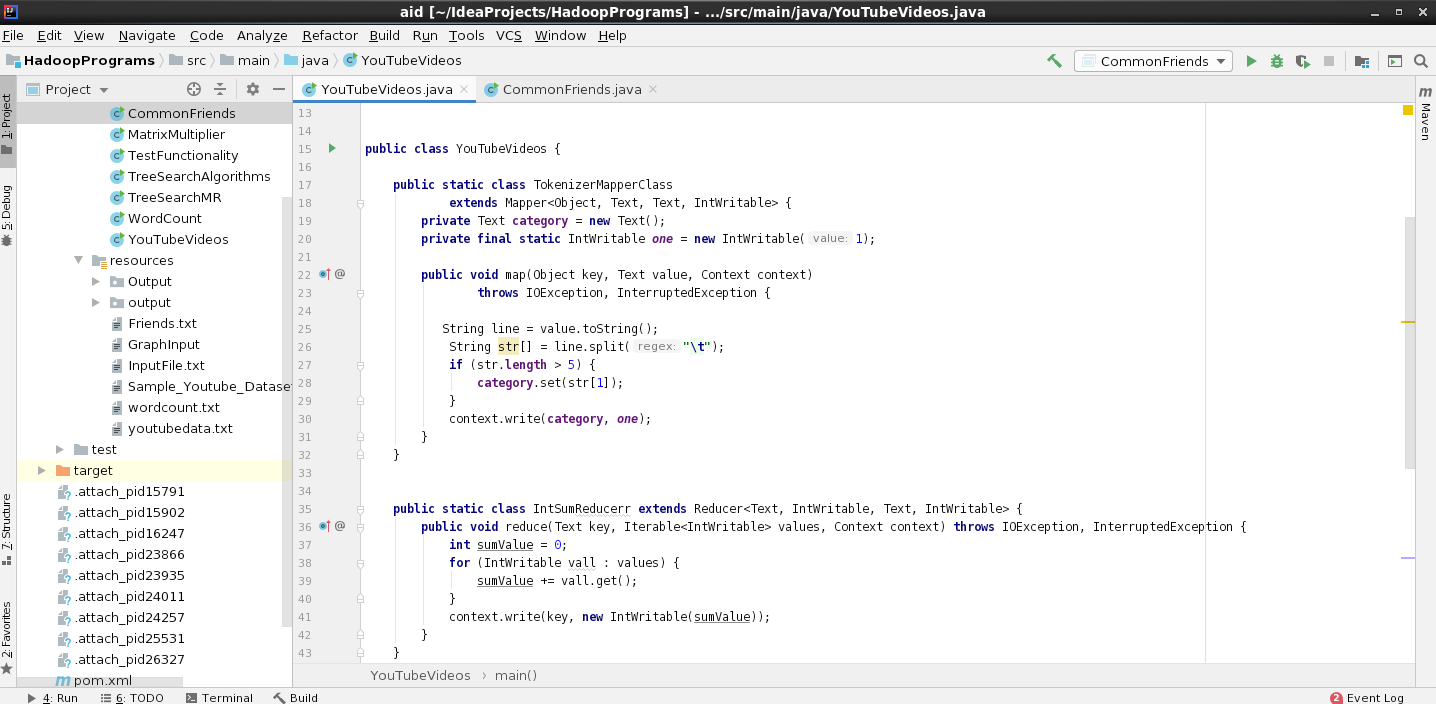 aid [~/IdeaProjects/HadoopPrograms] - .../src/main/java/YouTubeVideos.java
File Edit View Navigate Code Analyze Refactor Build Run Tools VCS Window Help
HadoopPrograms src main java YouTubeVideos CommonFriends
1: Project
5: Debug
7: Structure
2: Favorites
Project
CommonFriends
MatrixMultiplier
TestFunctionality
TreeSearchAlgorithms
TreeSearchMR
WordCount
YouTubeVideos
resources
Output
output
Friends.txt
GraphInput
InputFile.txt
Sample_Youtube_Datase
wordcount.txt
youtubedata.txt
test
target
.attach_pid15791
.attach_pid15902
.attach_pid16247
.attach_pid23866
.attach_pid23935
.attach_pid24011
.attach_pid24257
.attach_pid25531
.attach_pid26327
m pom.xml
YouTubeVideos.java CommonFriends.java
13
14
15 public class YouTubeVideos {
16
17 public static class TokenizerMapperClass
18 extends Mapper<Object, Text, Text, IntWritable> {
19 private Text category = new Text();
20 private final static IntWritable one = new IntWritable( value: 1);
21
22 @ public void map(Object key, Text value, Context context)
23 throws IOException, InterruptedException {
24
25 String line = value.toString();
26 String str[] = line.split( regex: "\t");
27 if (str.length > 5) {
28 category.set(str[1]);
29 }
30 context.write(category, one);
31 }
32 }
33
34
35 public static class IntSumReducerr extends Reducer<Text, IntWritable, Text, IntWritable> {
36 @ public void reduce(Text key, Iterable<IntWritable> values, Context context) throws IOException, InterruptedException {
37 int sumValue = 0;
38 for (IntWritable vall : values) {
39 sumValue += vall.get();
40 }
41 context.write(key, new IntWritable(sumValue));
42 }
43 }
YouTubeVideos main()
m Maven
4: Run 6: TODO Terminal Build 2 Event Log